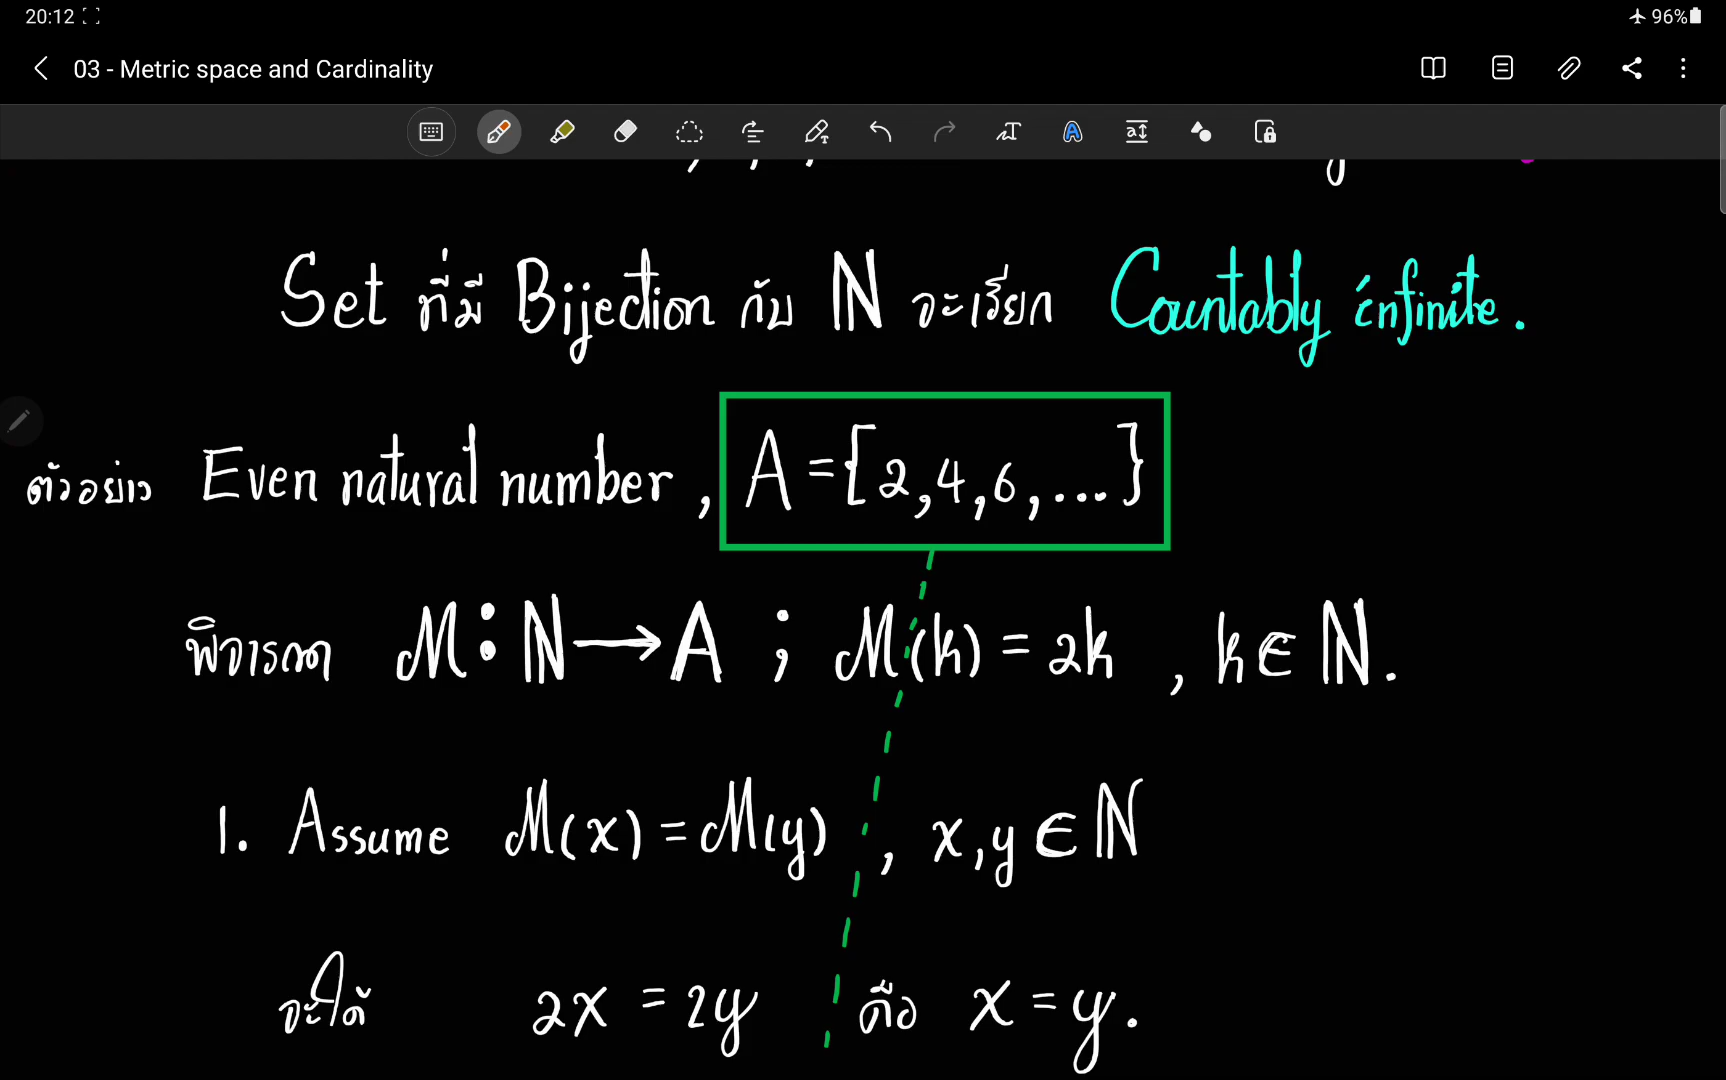 20:12 96%
03 - Metric space and Cardinality
Set ที่มี Bijection กับ ℕ จะเรียก Countably infinite.
ตัวอย่าง Even natural number, A = {2,4,6,...}
พิจารณา M : ℕ → A ; M(k) = 2k , k ∈ ℕ.
1. Assume M(x) = M(y) , x,y ∈ ℕ
จะได้ 2x = 2y คือ x = y.